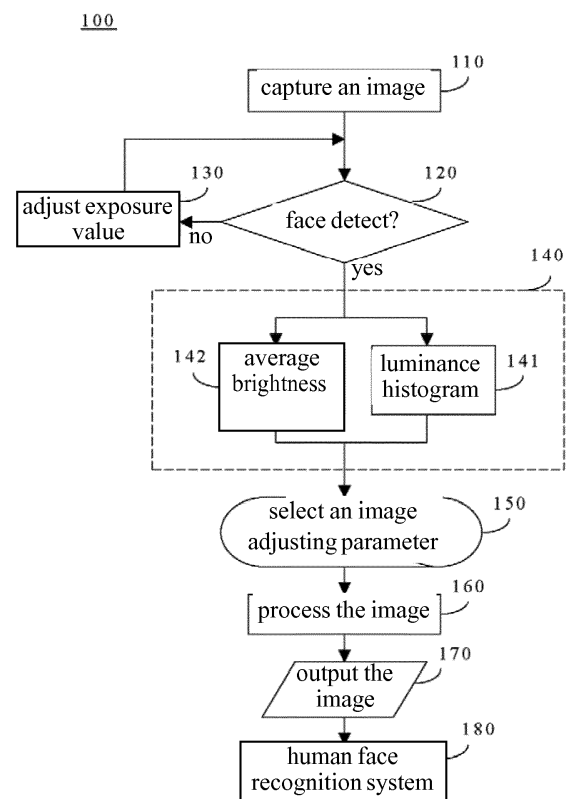 100
110
capture an image
130
120
adjust exposure
value
face detect?
no
yes
140
142
average
brightness
luminance
histogram
141
select an image
adjusting parameter
150
process the image
160
output the
image
170
human face
recognition system
180